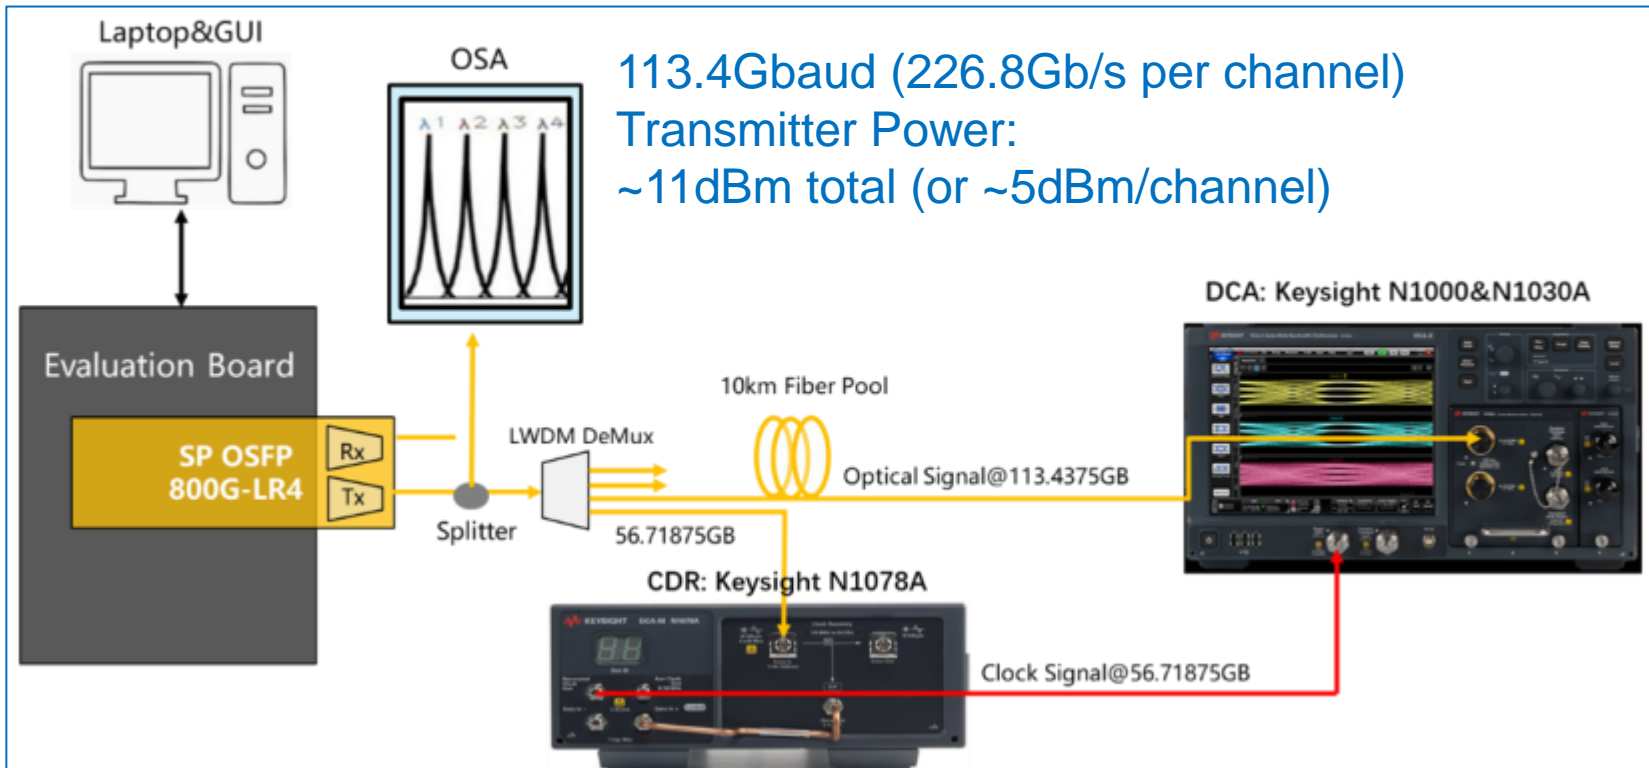 Laptop&GUI
OSA
λ1 λ2 λ3 λ4
113.4Gbaud (226.8Gb/s per channel)
Transmitter Power:
~11dBm total (or ~5dBm/channel)
DCA: Keysight N1000&N1030A
Evaluation Board
SP OSFP
800G-LR4
Rx
Tx
Splitter
LWDM DeMux
10km Fiber Pool
Optical Signal@113.4375GB
56.71875GB
CDR: Keysight N1078A
KEYSIGHT DCA-M N1078A
Clock Signal@56.71875GB